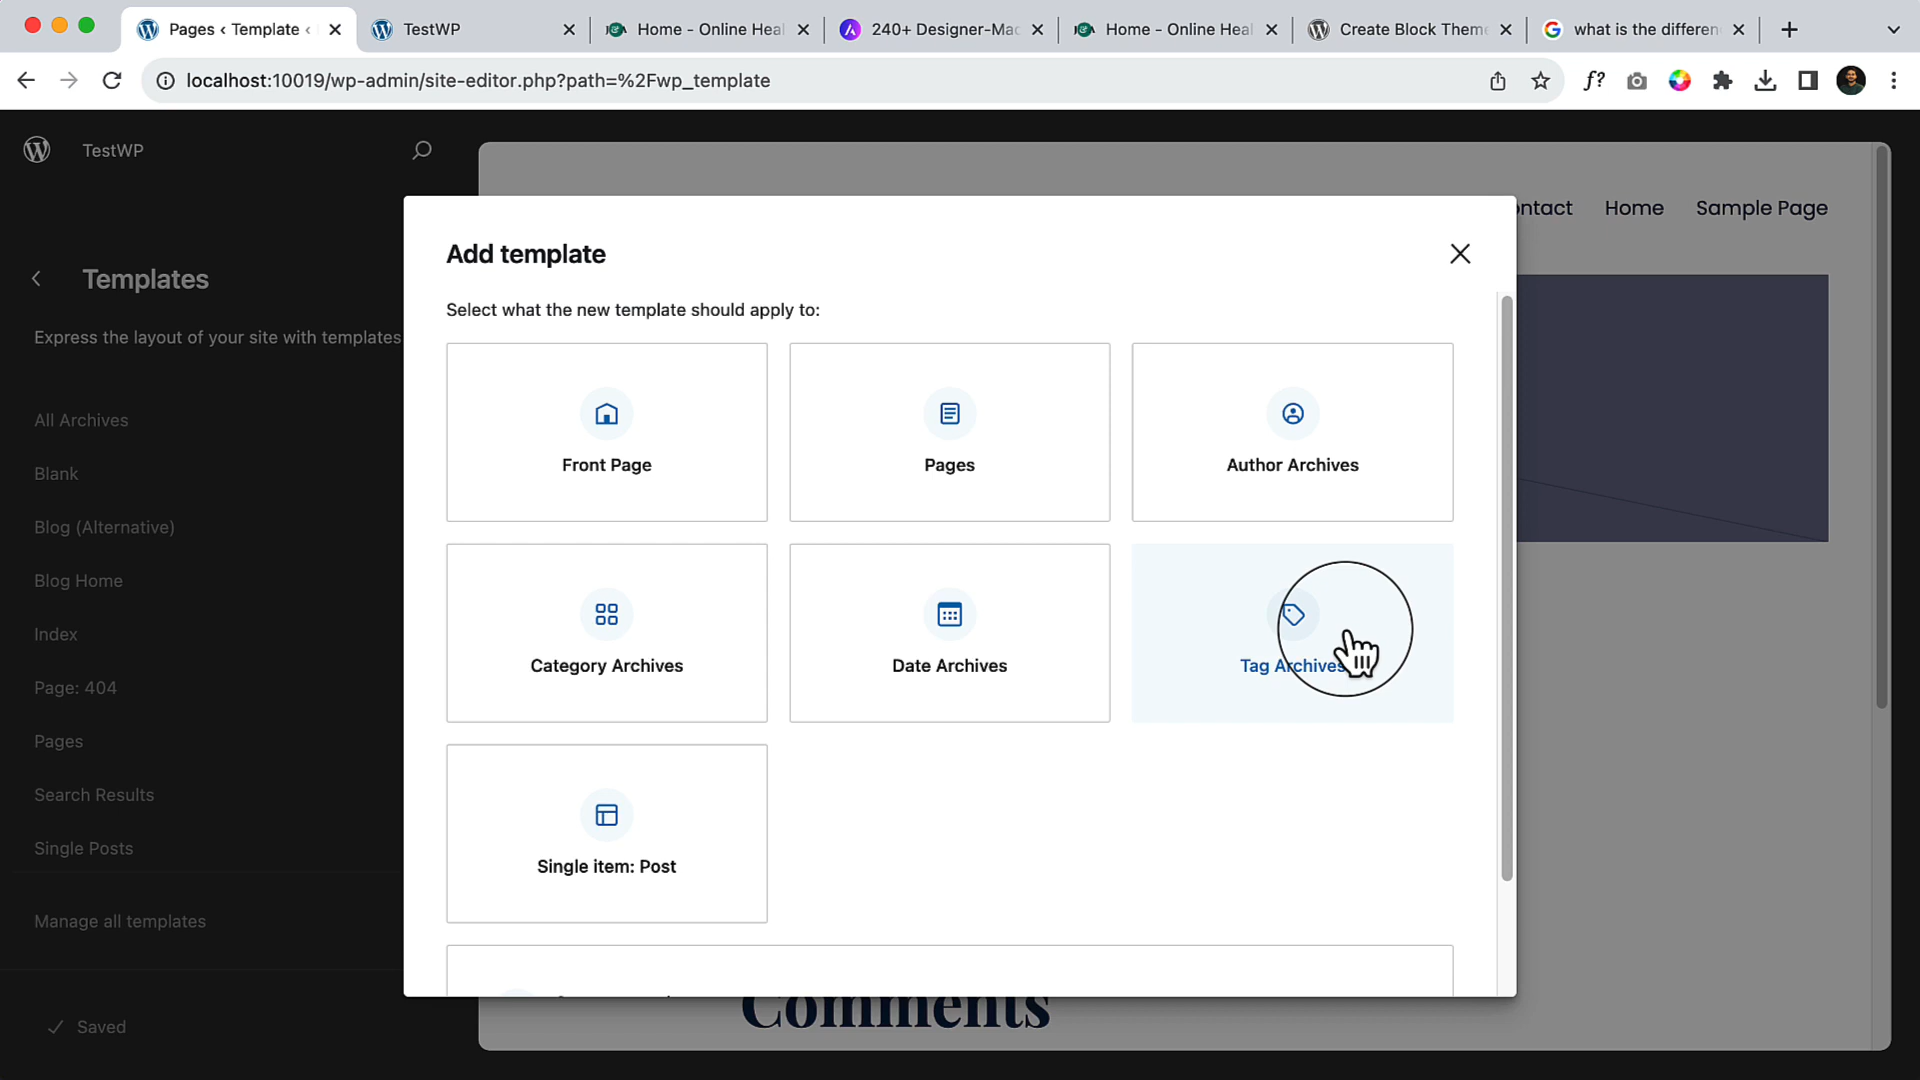 Pages ‹ Template ‹
TestWP
Home - Online Heal
240+ Designer-Mac
Home - Online Heal
Create Block Theme
what is the differen
localhost:10019/wp-admin/site-editor.php?path=%2Fwp_template
f?
TestWP
ontact
Home
Sample Page
Add template
Templates
Select what the new template should apply to:
Express the layout of your site with templates
Front Page
Pages
Author Archives
All Archives
Blank
Blog (Alternative)
Blog Home
Index
Category Archives
Date Archives
Tag Archives
Page: 404
Pages
Search Results
Single Posts
Single item: Post
Manage all templates
Comments
Saved